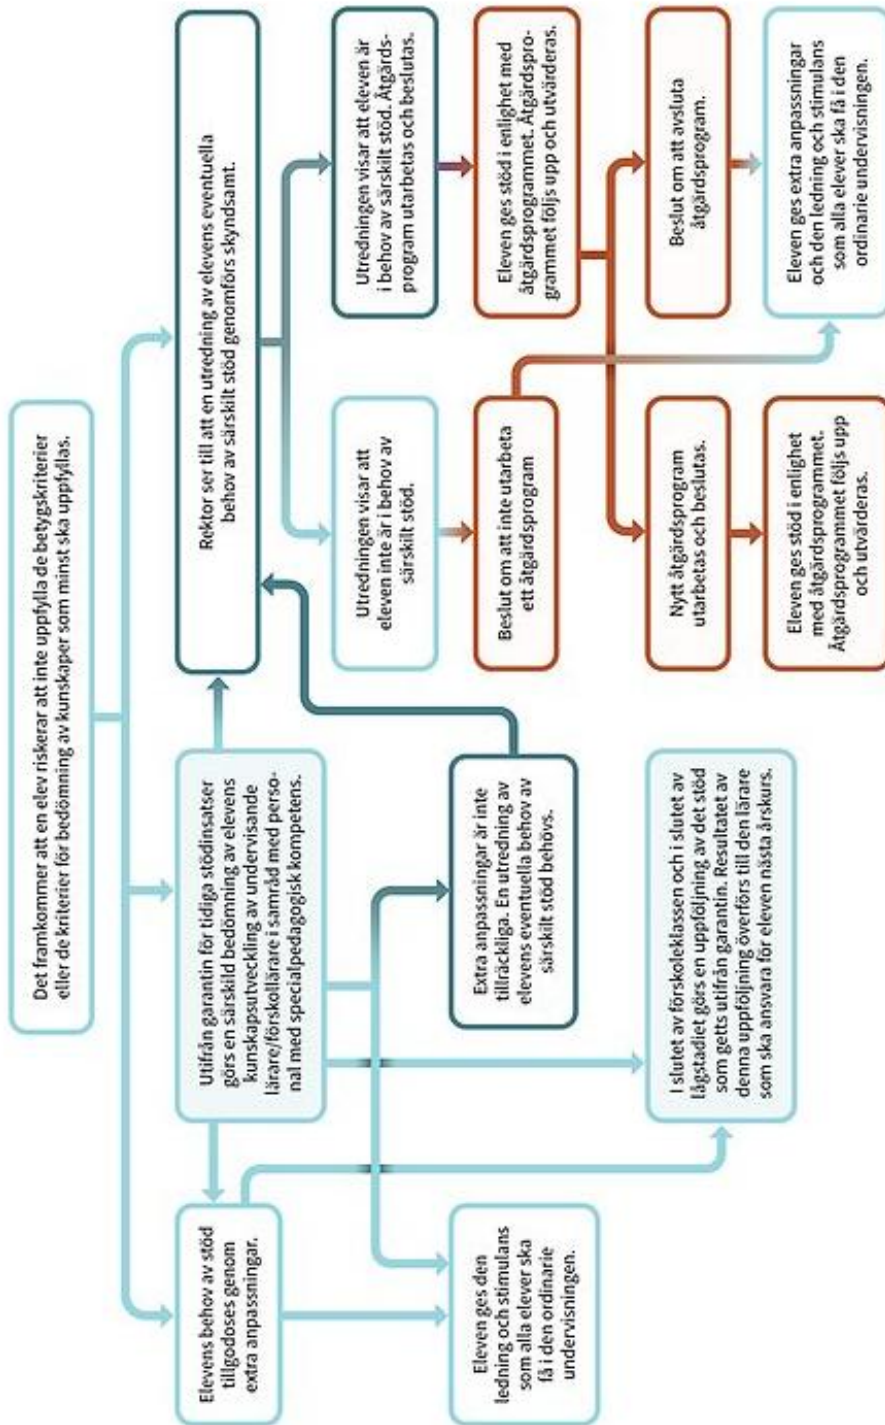 Det framkommer att en elev riskerar att inte uppfylla de betygskriterier
eller de kriterier för bedömning av kunskaper som minst ska uppfyllas.
Elevens behov av stöd
tillgodoses genom
extra anpassningar.
Utifrån garantin för tidiga stödinsatser
görs en särskild bedömning av elevens
kunskapsutveckling av undervisande
lärare/förskollärare i samråd med perso-
nal med specialpedagogisk kompetens.
Rektor ser till att en utredning av elevens eventuella
behov av särskilt stöd genomförs skyndsamt.
Utredningen visar att
eleven inte är i behov av
särskilt stöd.
Utredningen visar att eleven är
i behov av särskilt stöd. Åtgärds-
program utarbetas och beslutas.
Eleven ges den
ledning och stimulans
som alla elever ska
få i den ordinarie
undervisningen.
Extra anpassningar är inte
tillräckliga. En utredning av
elevens eventuella behov av
särskilt stöd behövs.
Beslut om att inte utarbeta
ett åtgärdsprogram
Eleven ges stöd i enlighet med
åtgärdsprogrammet. Åtgärdspro-
grammet följs upp och utvärderas.
I slutet av förskoleklassen och i slutet av
lågstadiet görs en uppföljning av det stöd
som getts utifrån garantin. Resultatet av
denna uppföljning överförs till den lärare
som ska ansvara för eleven nästa årskurs.
Nytt åtgärdsprogram
utarbetas och beslutas.
Beslut om att avsluta
åtgärdsprogram.
Eleven ges stöd i enlighet
med åtgärdsprogrammet.
Åtgärdsprogrammet följs upp
och utvärderas.
Eleven ges extra anpassningar
och den ledning och stimulans
som alla elever ska få i den
ordinarie undervisningen.